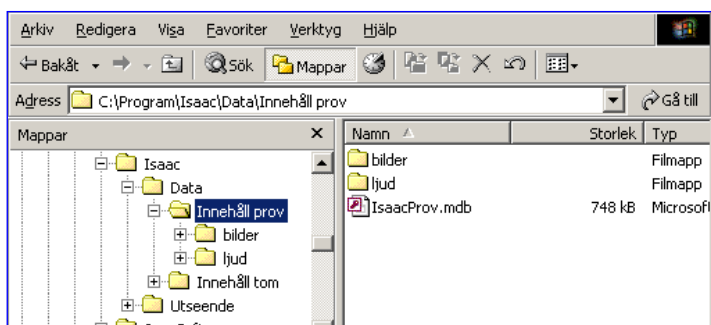 Arkiv Redigera Visa Favoriter Verktyg Hjälp
Bakåt Sök Mappar
Adress C:\Program\Isaac\Data\Innehåll prov Gå till
Mappar
Isaac
Data
Innehåll prov
bilder
ljud
Innehåll tom
Utseende
Namn Storlek Typ
bilder Filmapp
ljud Filmapp
IsaacProv.mdb 748 kB Microsoft